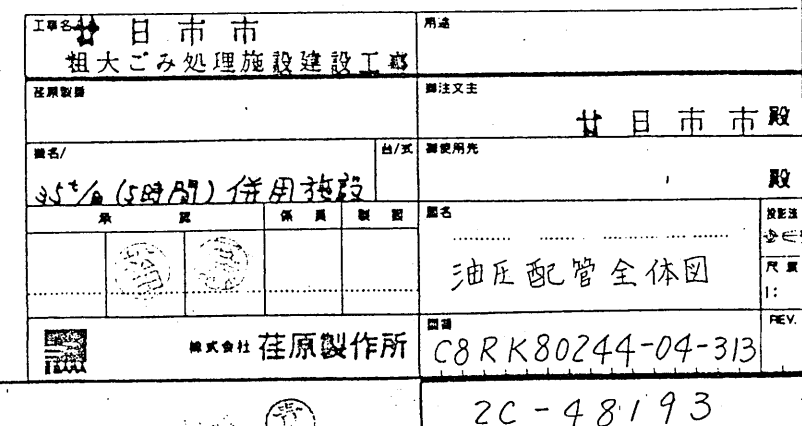 工事名 廿日市市
粗大ごみ処理施設建設工事
用途
荏原製番
御注文主
廿日市市殿
機名/
台/式
35t/日(5時間)併用施設
御使用先
殿
承認
係員
製図
図名
油圧配管全体図
投影法
尺度
1:
株式会社 荏原製作所
図番
C8RK80244-04-313
REV.
2C-48193